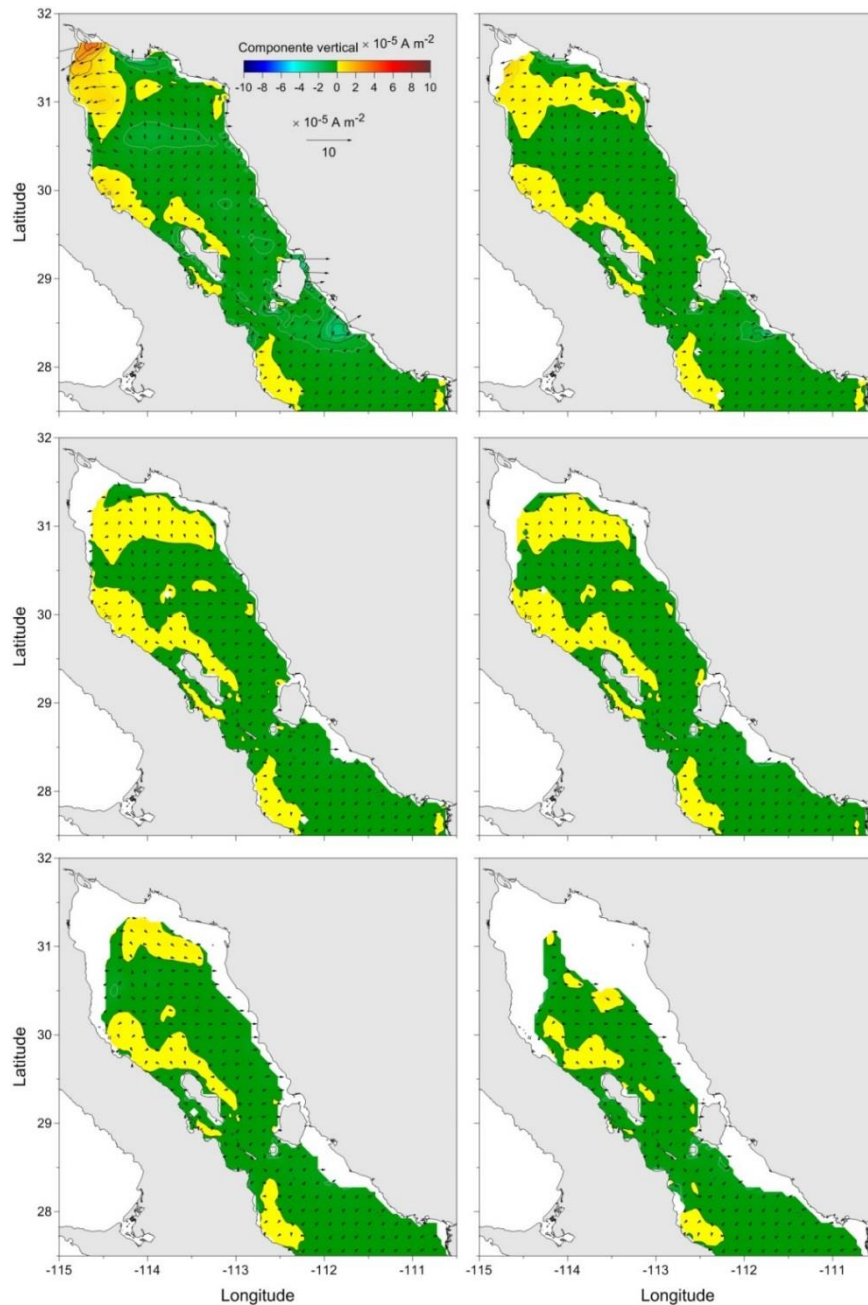 32
Componente vertical × 10⁻⁵ A m⁻²
-10 -8 -6 -4 -2 0 2 4 6 8 10
× 10⁻⁵ A m⁻²
10
31
Latitude
30
29
28
32
31
Latitude
30
29
28
32
31
Latitude
30
29
28
-115 -114 -113 -112 -111 -115 -114 -113 -112 -111
Longitude Longitude